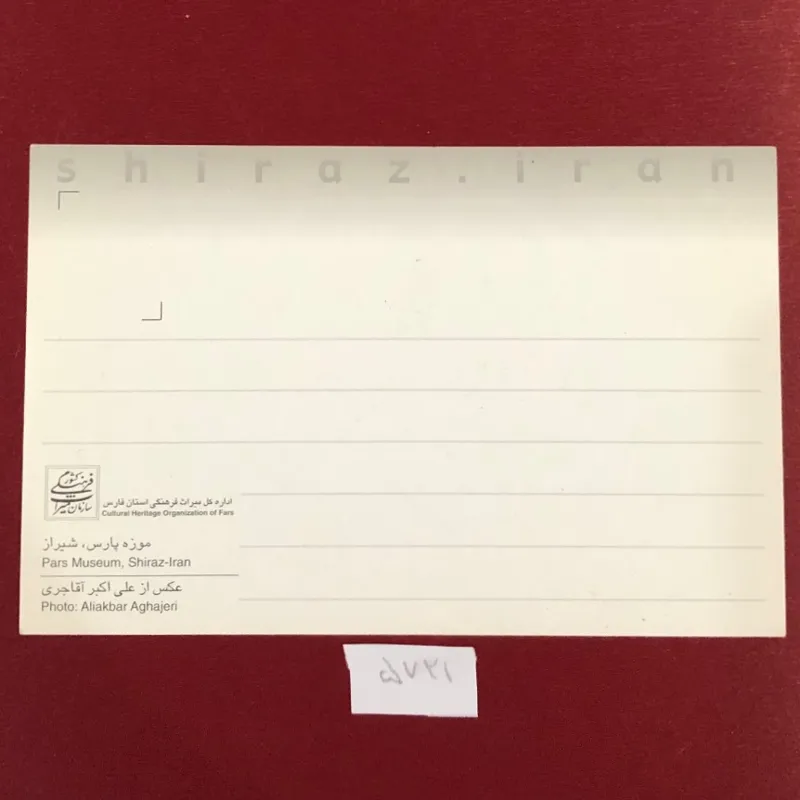 shiraz.iran
سازمان میراث فرهنگی کشور
اداره کل میراث فرهنگی استان فارس
Cultural Heritage Organization of Fars
موزه پارس، شیراز
Pars Museum, Shiraz-Iran
عکس از علی اکبر آقاجری
Photo: Aliakbar Aghajeri